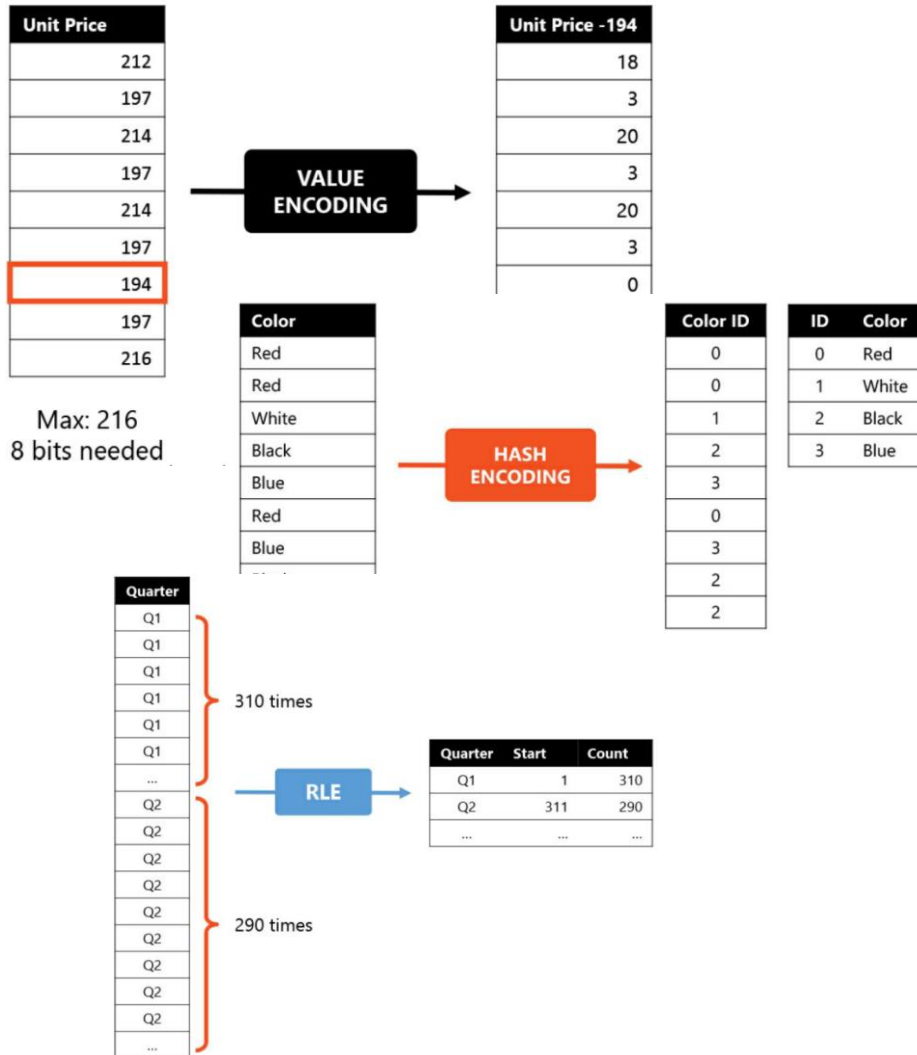 Unit Price
212
197
214
197
214
197
194
197
216
Max: 216
8 bits needed
VALUE
ENCODING
Unit Price -194
18
3
20
3
20
3
0
Color
Red
Red
White
Black
Blue
Red
Blue
HASH
ENCODING
Color ID
0
0
1
2
3
0
3
2
2
ID Color
0 Red
1 White
2 Black
3 Blue
Quarter
Q1
Q1
Q1
Q1
Q1
Q1
...
Q2
Q2
Q2
Q2
Q2
Q2
Q2
Q2
Q2
...
310 times
290 times
RLE
Quarter Start Count
Q1 1 310
Q2 311 290
... ... ...